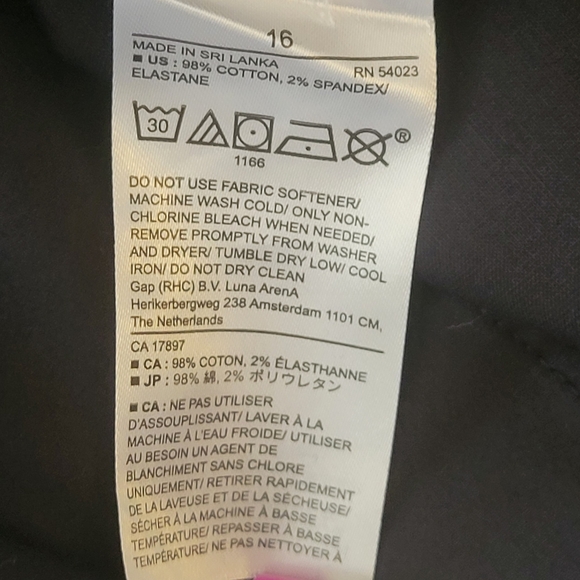 16
MADE IN SRI LANKA
RN 54023
■ US : 98% COTTON, 2% SPANDEX/
ELASTANE
30
®
1166
DO NOT USE FABRIC SOFTENER/
MACHINE WASH COLD/ ONLY NON-
CHLORINE BLEACH WHEN NEEDED/
REMOVE PROMPTLY FROM WASHER
AND DRYER/ TUMBLE DRY LOW/ COOL
IRON/ DO NOT DRY CLEAN
Gap (RHC) B.V. Luna ArenA
Herikerbergweg 238 Amsterdam 1101 CM,
The Netherlands
CA 17897
■ CA : 98% COTON, 2% ÉLASTHANNE
■ JP : 98% 綿, 2% ポリウレタン
■ CA : NE PAS UTILISER
D'ASSOUPLISSANT/ LAVER À LA
MACHINE À L'EAU FROIDE/ UTILISER
AU BESOIN UN AGENT DE
BLANCHIMENT SANS CHLORE
UNIQUEMENT/ RETIRER RAPIDEMENT
DE LA LAVEUSE ET DE LA SÉCHEUSE/
SÉCHER À LA MACHINE À BASSE
TEMPÉRATURE/ REPASSER À BASSE
TEMPÉRATURE/ NE PAS NETTOYER À